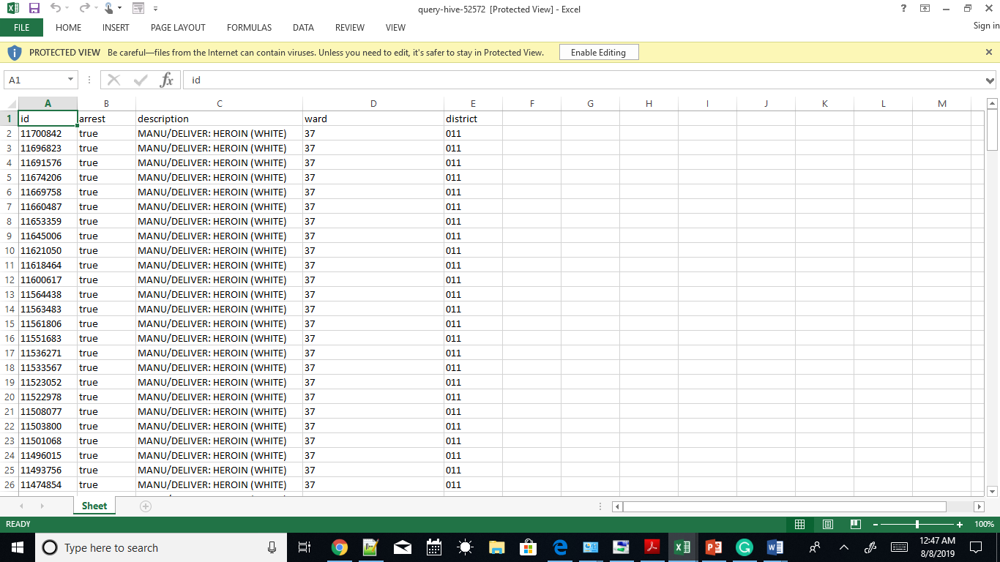 query-hive-52572 [Protected View] - Excel
?
FILE HOME INSERT PAGE LAYOUT FORMULAS DATA REVIEW VIEW Sign in
PROTECTED VIEW Be careful—files from the Internet can contain viruses. Unless you need to edit, it's safer to stay in Protected View. Enable Editing
A1 fx id
A B C D E F G H I J K L M
1 id arrest description ward district
2 11700842 true MANU/DELIVER: HEROIN (WHITE) 37 011
3 11696823 true MANU/DELIVER: HEROIN (WHITE) 37 011
4 11691576 true MANU/DELIVER: HEROIN (WHITE) 37 011
5 11674206 true MANU/DELIVER: HEROIN (WHITE) 37 011
6 11669758 true MANU/DELIVER: HEROIN (WHITE) 37 011
7 11660487 true MANU/DELIVER: HEROIN (WHITE) 37 011
8 11653359 true MANU/DELIVER: HEROIN (WHITE) 37 011
9 11645006 true MANU/DELIVER: HEROIN (WHITE) 37 011
10 11621050 true MANU/DELIVER: HEROIN (WHITE) 37 011
11 11618464 true MANU/DELIVER: HEROIN (WHITE) 37 011
12 11600617 true MANU/DELIVER: HEROIN (WHITE) 37 011
13 11564438 true MANU/DELIVER: HEROIN (WHITE) 37 011
14 11563483 true MANU/DELIVER: HEROIN (WHITE) 37 011
15 11561806 true MANU/DELIVER: HEROIN (WHITE) 37 011
16 11551683 true MANU/DELIVER: HEROIN (WHITE) 37 011
17 11536271 true MANU/DELIVER: HEROIN (WHITE) 37 011
18 11533567 true MANU/DELIVER: HEROIN (WHITE) 37 011
19 11523052 true MANU/DELIVER: HEROIN (WHITE) 37 011
20 11522978 true MANU/DELIVER: HEROIN (WHITE) 37 011
21 11508077 true MANU/DELIVER: HEROIN (WHITE) 37 011
22 11503800 true MANU/DELIVER: HEROIN (WHITE) 37 011
23 11501068 true MANU/DELIVER: HEROIN (WHITE) 37 011
24 11496015 true MANU/DELIVER: HEROIN (WHITE) 37 011
25 11493756 true MANU/DELIVER: HEROIN (WHITE) 37 011
26 11474854 true MANU/DELIVER: HEROIN (WHITE) 37 011
Sheet
READY 100%
Type here to search
12:47 AM
8/8/2019